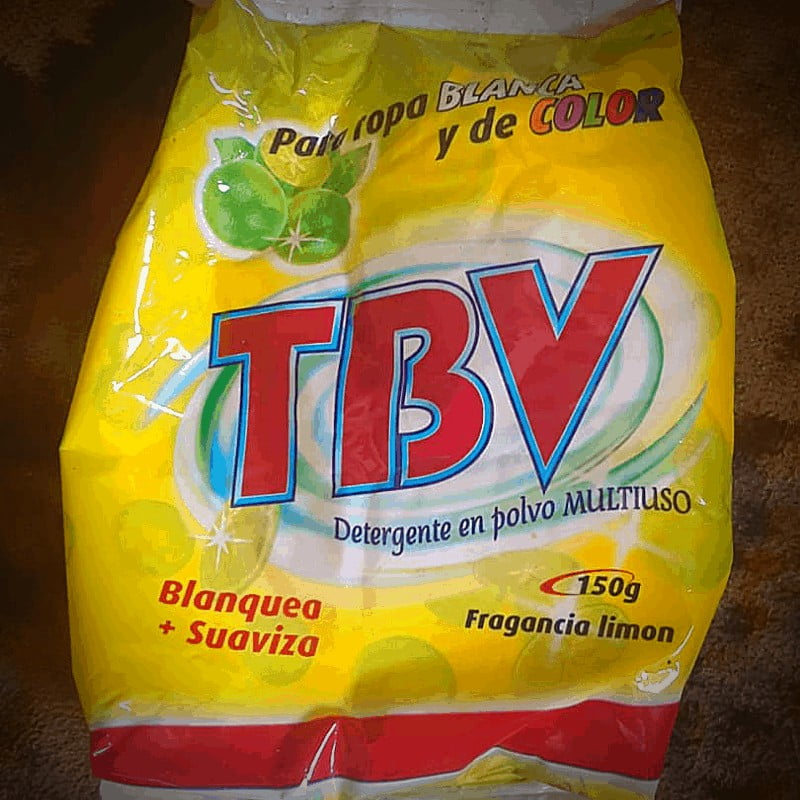 Para ropa BLANCA
y de COLOR
TBV
Detergente en polvo MULTIUSO
Blanquea
+ Suaviza
150g
Fragancia limon